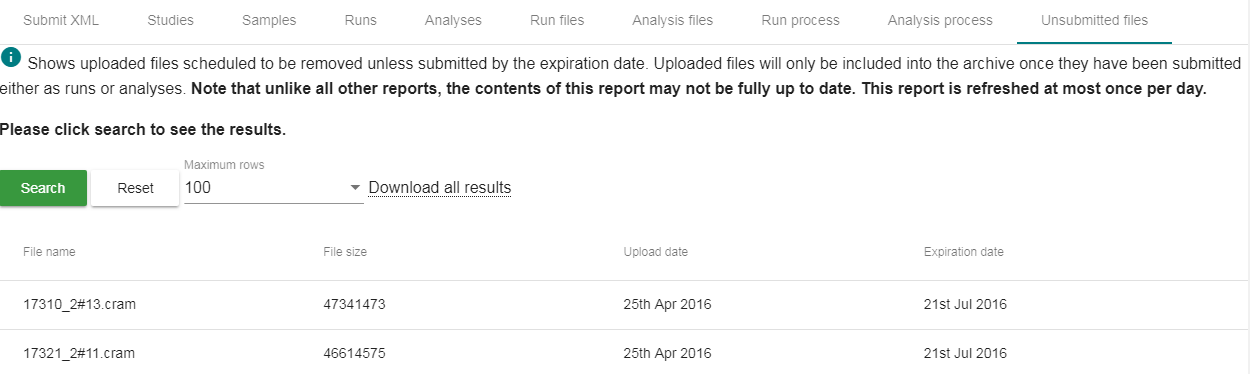 Submit XML Studies Samples Runs Analyses Run files Analysis files Run process Analysis process Unsubmitted files
i Shows uploaded files scheduled to be removed unless submitted by the expiration date. Uploaded files will only be included into the archive once they have been submitted
either as runs or analyses. Note that unlike all other reports, the contents of this report may not be fully up to date. This report is refreshed at most once per day.
Please click search to see the results.
Maximum rows
Search Reset 100 Download all results
File name File size Upload date Expiration date
17310_2#13.cram 47341473 25th Apr 2016 21st Jul 2016
17321_2#11.cram 46614575 25th Apr 2016 21st Jul 2016